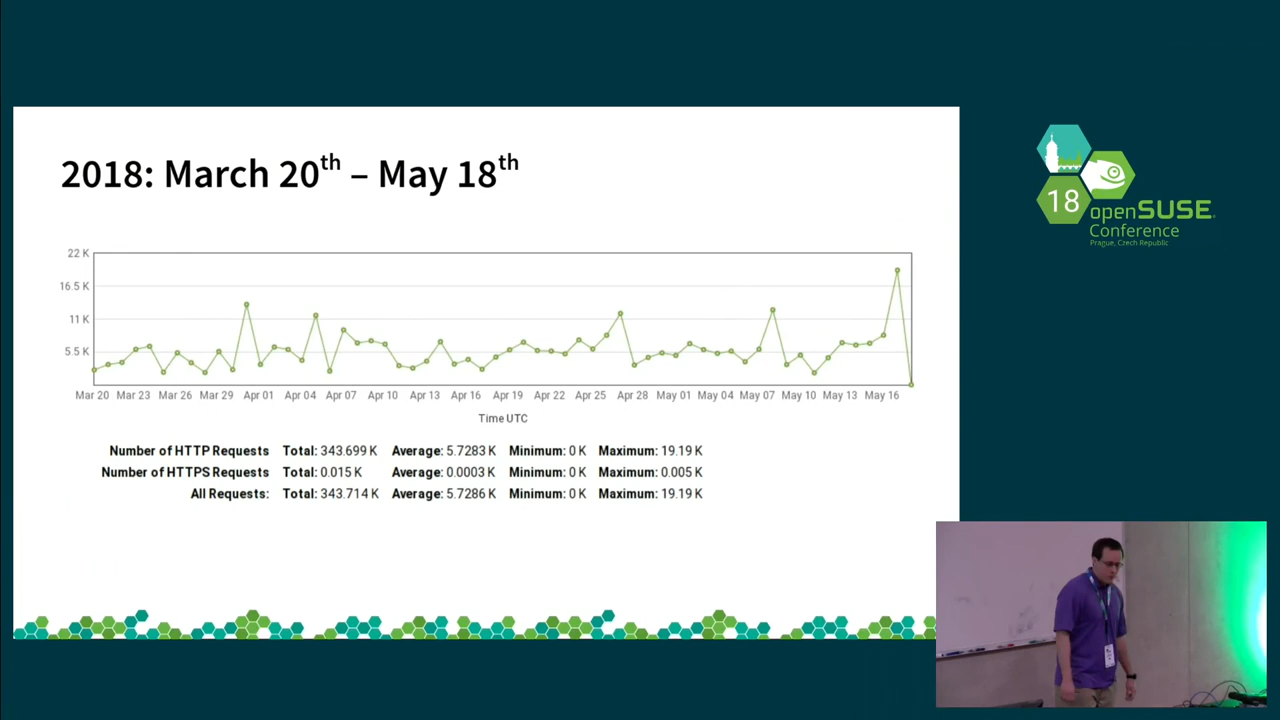 2018: March 20th – May 18th
22 K
16.5 K
11 K
5.5 K
Mar 20 Mar 23 Mar 26 Mar 29 Apr 01 Apr 04 Apr 07 Apr 10 Apr 13 Apr 16 Apr 19 Apr 22 Apr 25 Apr 28 May 01 May 04 May 07 May 10 May 13 May 16
Time UTC
Number of HTTP Requests Total: 343.699 K Average: 5.7283 K Minimum: 0 K Maximum: 19.19 K
Number of HTTPS Requests Total: 0.015 K Average: 0.0003 K Minimum: 0 K Maximum: 0.005 K
All Requests: Total: 343.714 K Average: 5.7286 K Minimum: 0 K Maximum: 19.19 K
18
openSUSE
Conference
Prague, Czech Republic